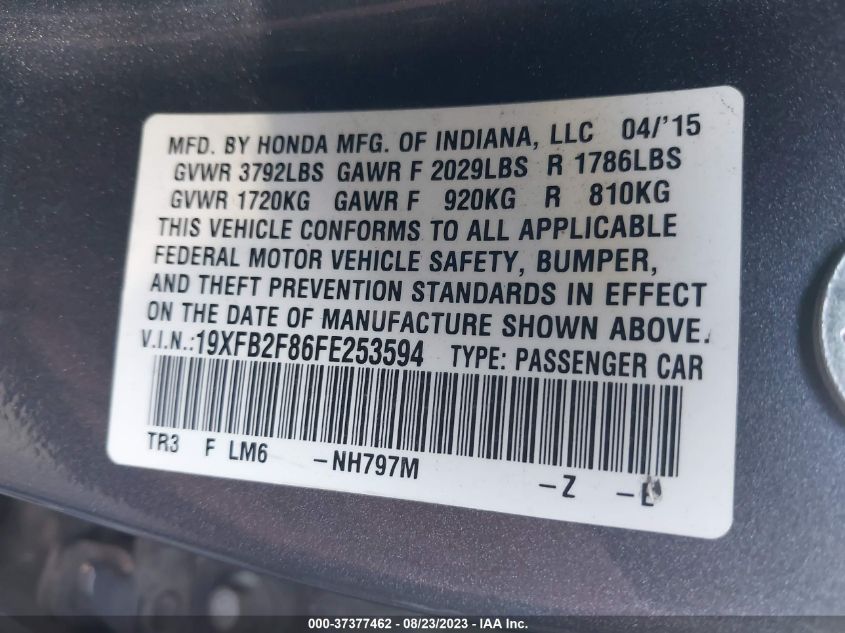 MFD. BY HONDA MFG. OF INDIANA, LLC 04/'15
GVWR 3792LBS GAWR F 2029LBS R 1786LBS
GVWR 1720KG GAWR F 920KG R 810KG
THIS VEHICLE CONFORMS TO ALL APPLICABLE
FEDERAL MOTOR VEHICLE SAFETY, BUMPER,
AND THEFT PREVENTION STANDARDS IN EFFECT
ON THE DATE OF MANUFACTURE SHOWN ABOVE.
V.I.N.:19XFB2F86FE253594 TYPE: PASSENGER CAR
TR3 F LM6 -NH797M -Z
000-37377462 - 08/23/2023 - IAA Inc.